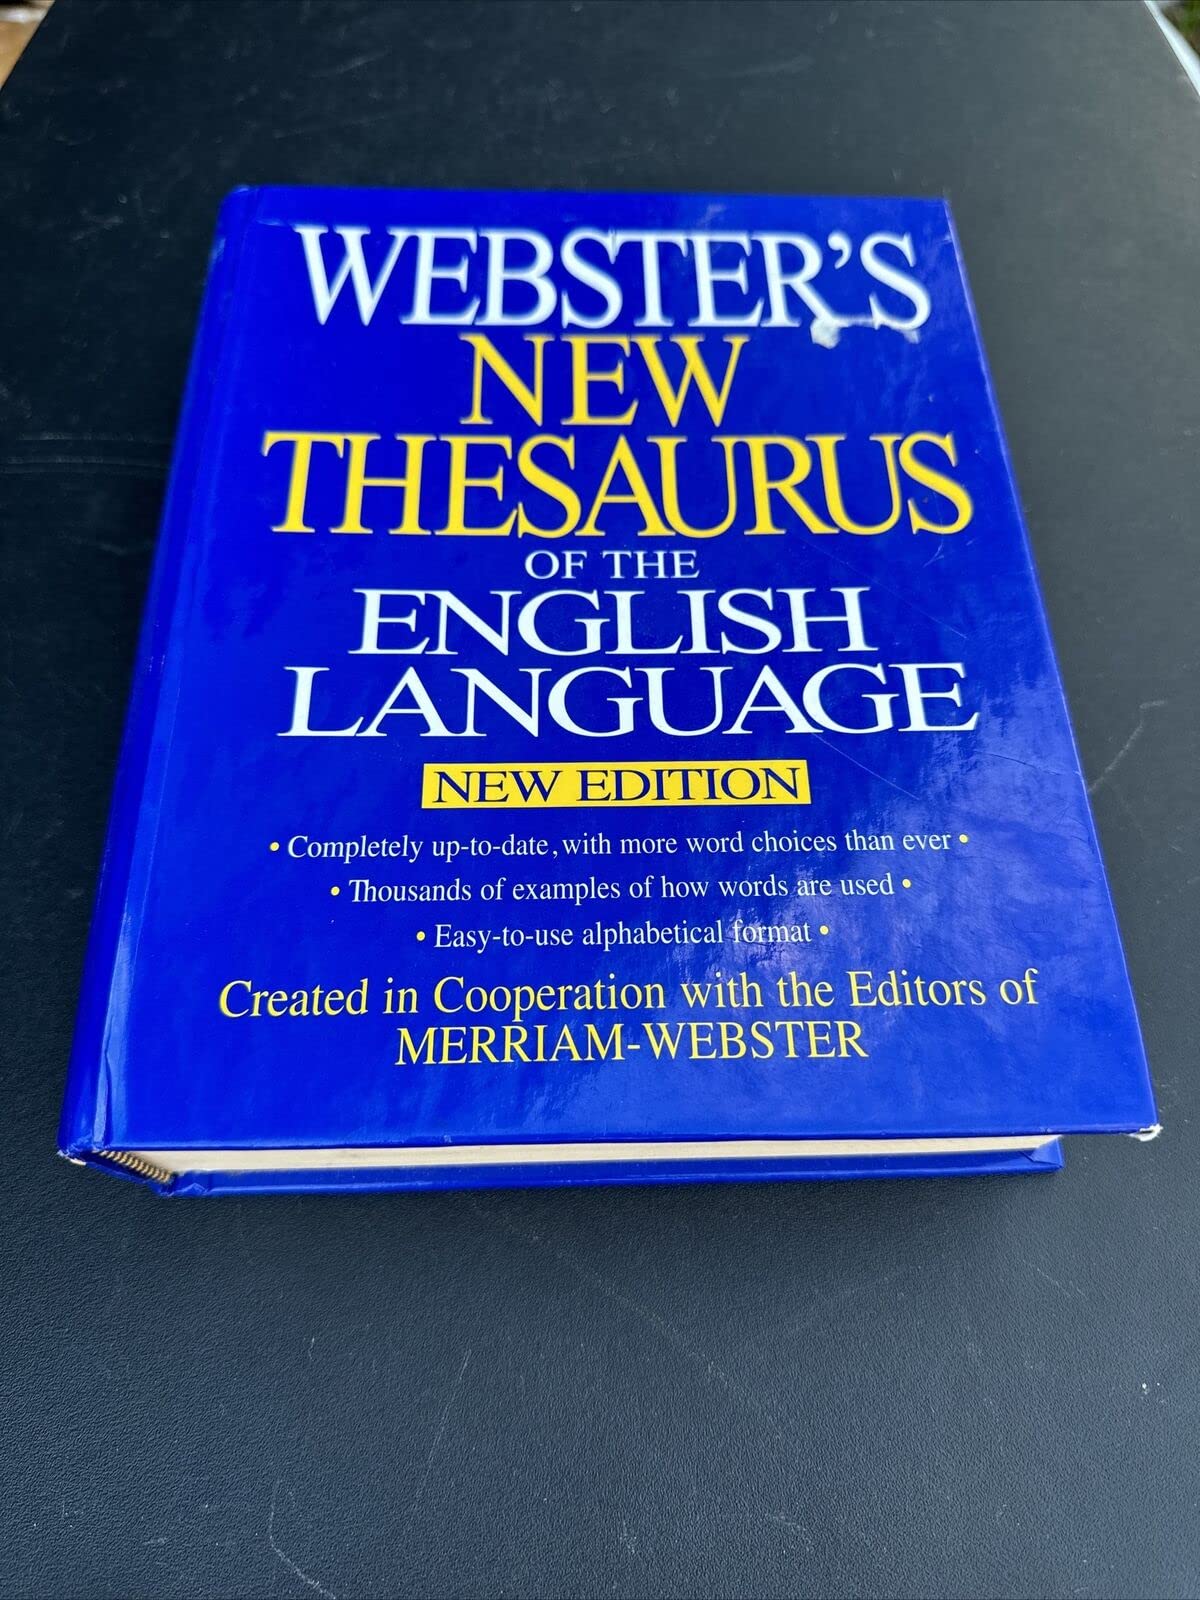 WEBSTER'S
NEW
THESAURUS
OF THE
ENGLISH
LANGUAGE
NEW EDITION
• Completely up-to-date, with more word choices than ever •
• Thousands of examples of how words are used •
• Easy-to-use alphabetical format •
Created in Cooperation with the Editors of
MERRIAM-WEBSTER